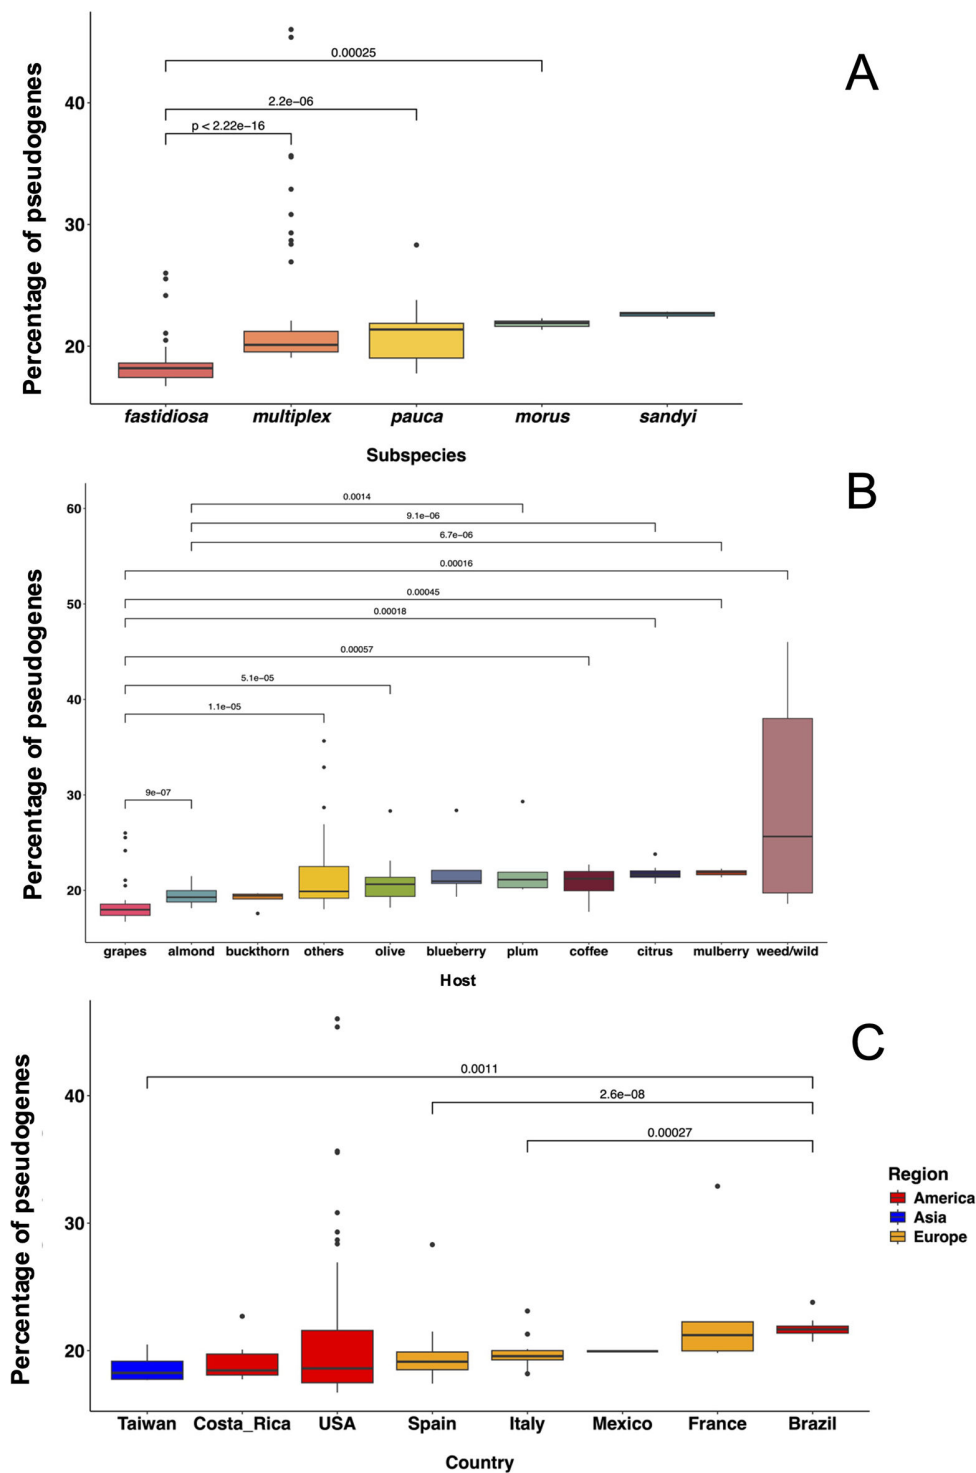 A
Percentage of pseudogenes
0.00025
2.2e−06
p < 2.22e−16
40
30
20
fastidiosa multiplex pauca morus sandyi
Subspecies
B
Percentage of pseudogenes
0.0014
9.1e−06
6.7e−06
0.00016
0.00045
0.00018
0.00057
5.1e−05
1.1e−05
9e−07
60
50
40
30
20
grapes almond buckthorn others olive blueberry plum coffee citrus mulberry weed/wild
Host
C
Percentage of pseudogenes
0.0011
2.6e−08
0.00027
40
30
20
Taiwan Costa_Rica USA Spain Italy Mexico France Brazil
Country
Region
America
Asia
Europe